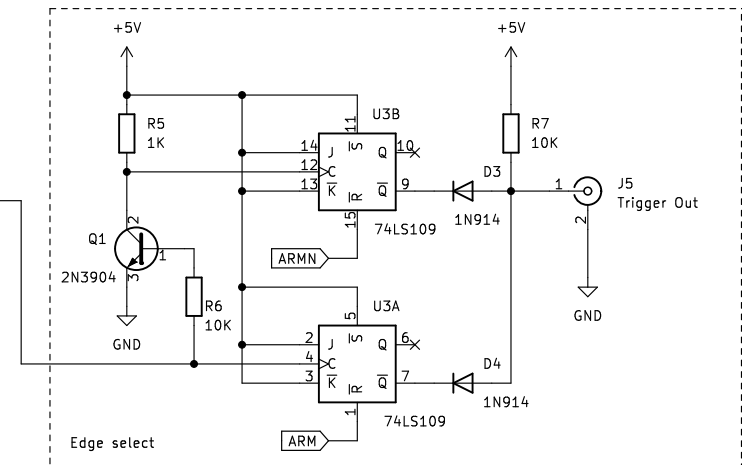 +5V
+5V
R5
1K
R7
10K
U3B
11
S
14
J
Q
10
12
C
13
K
Q
9
R
15
74LS109
D3
1N914
1
J5
Trigger Out
2
GND
ARMN
2
Q1
1
2N3904
3
GND
R6
10K
U3A
5
S
2
J
Q
6
4
C
3
K
Q
7
R
1
74LS109
D4
1N914
ARM
Edge select